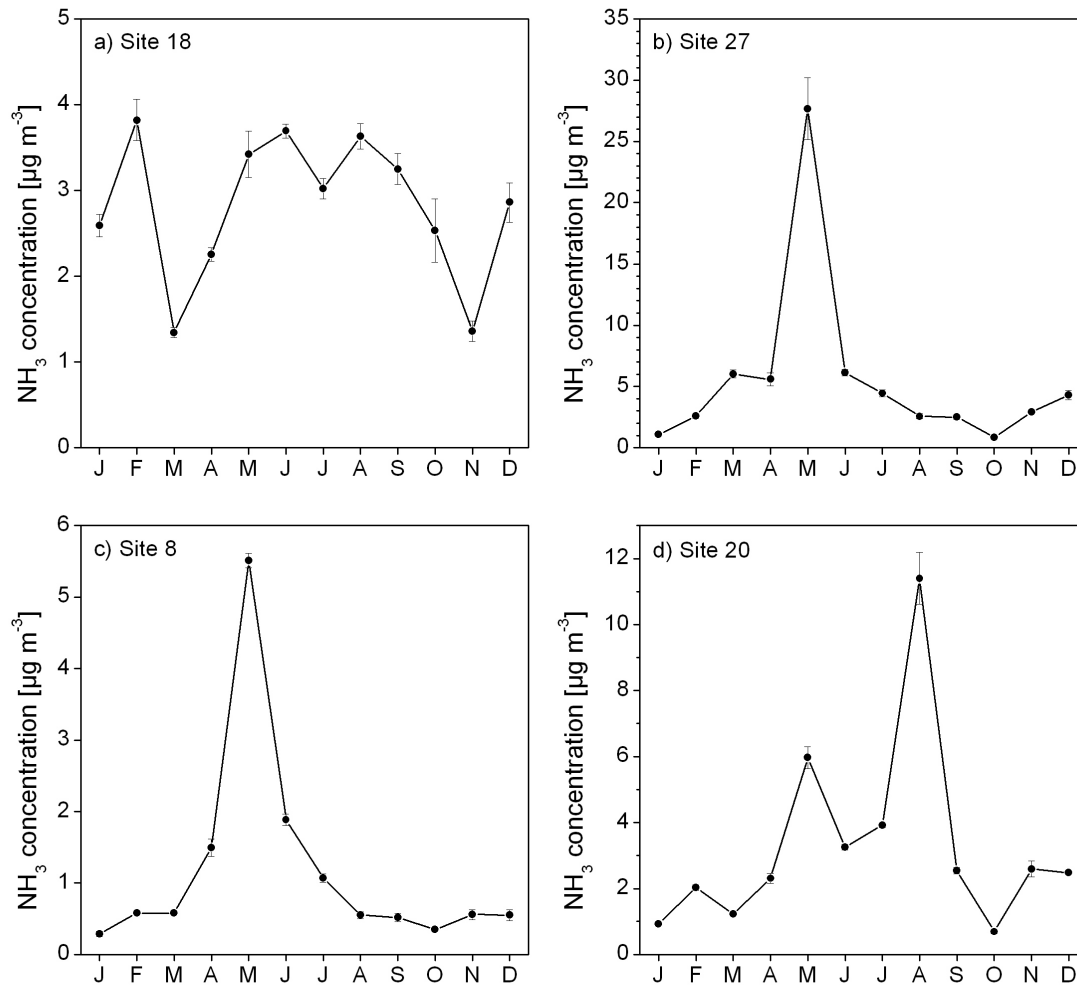 a) Site 18
NH3 concentration [µg m-3]
5
4
3
2
1
0
J F M A M J J A S O N D
b) Site 27
NH3 concentration [µg m-3]
35
30
25
20
15
10
5
0
J F M A M J J A S O N D
c) Site 8
NH3 concentration [µg m-3]
6
5
4
3
2
1
0
J F M A M J J A S O N D
d) Site 20
NH3 concentration [µg m-3]
12
10
8
6
4
2
0
J F M A M J J A S O N D